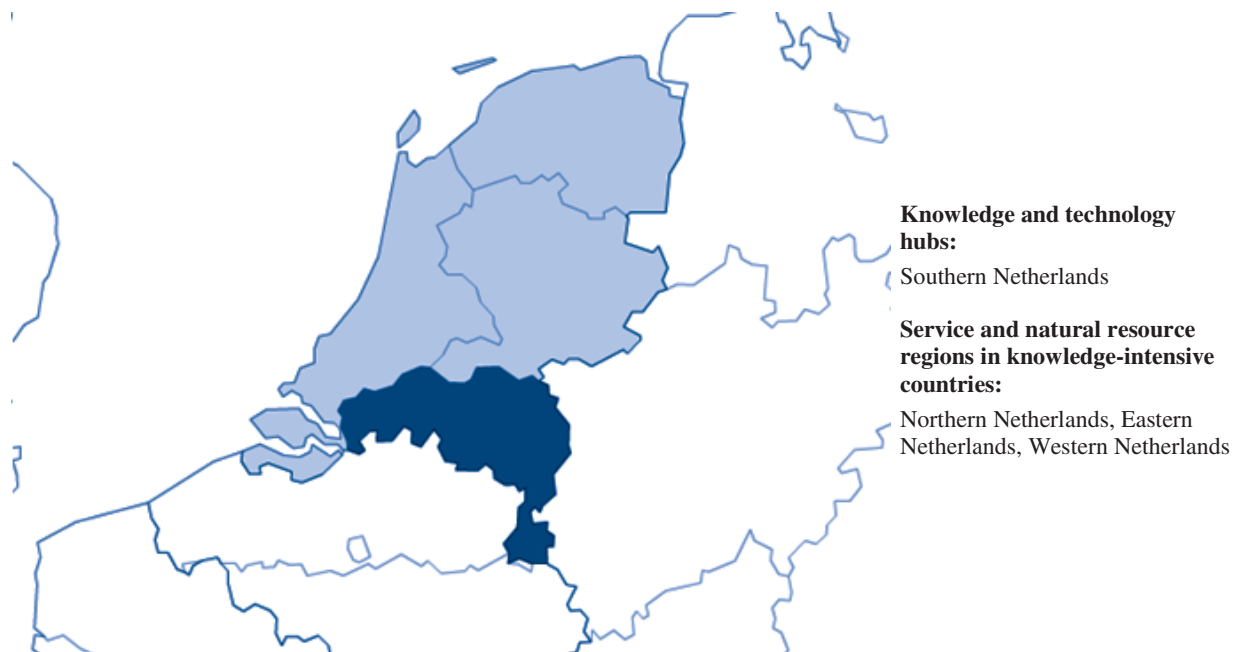 Knowledge and technology
hubs:
Southern Netherlands
Service and natural resource
regions in knowledge-intensive
countries:
Northern Netherlands, Eastern
Netherlands, Western Netherlands